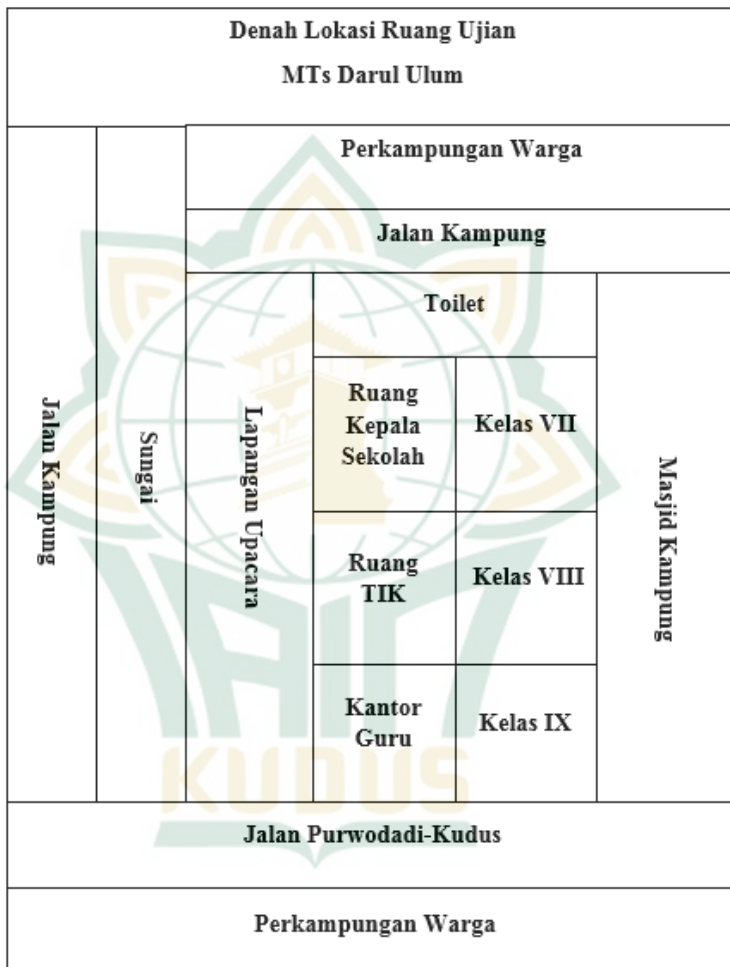 Denah Lokasi Ruang Ujian
MTs Darul Ulum
Perkampungan Warga
Jalan Kampung
Jalan Kampung
Sungai
Lapangan Upacara
Toilet
Ruang
Kepala
Sekolah
Kelas VII
Ruang
TIK
Kelas VIII
Kantor
Guru
Kelas IX
Masjid Kampung
Jalan Purwodadi-Kudus
Perkampungan Warga
IAIN
KUDUS